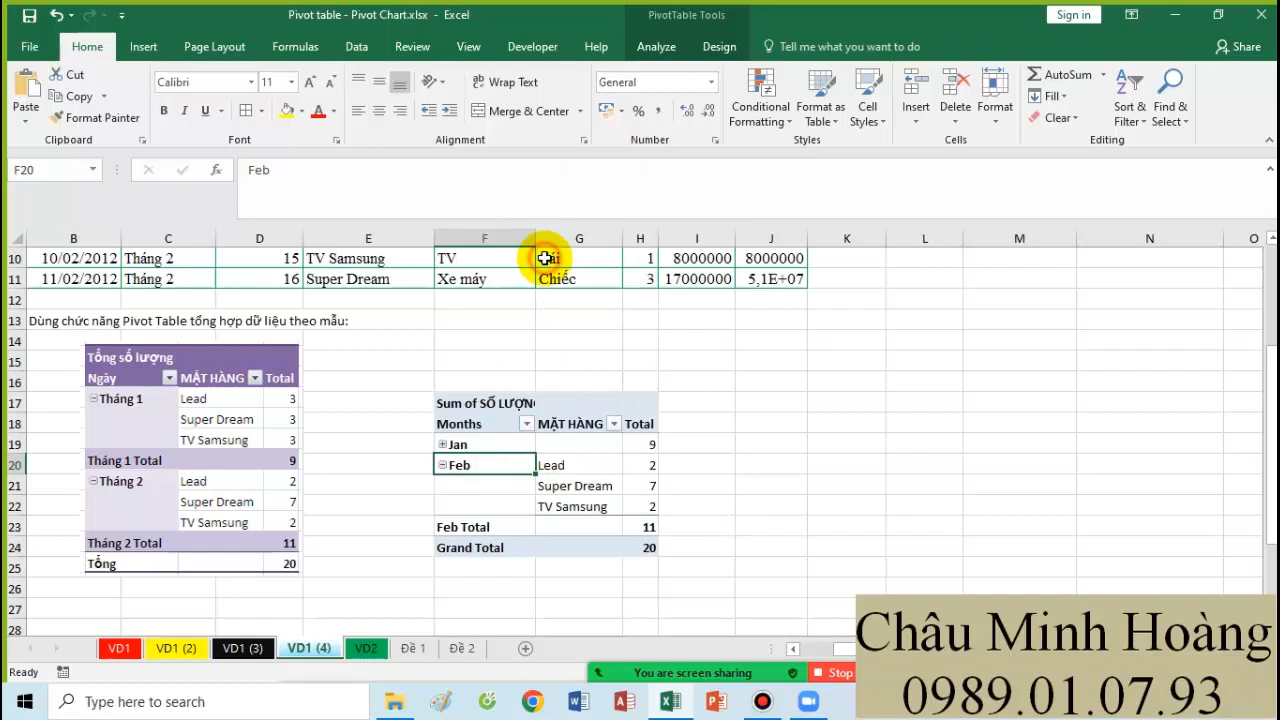 Pivot table - Pivot Chart.xlsx - Excel
PivotTable Tools
Sign in
File Home Insert Page Layout Formulas Data Review View Developer Help Analyze Design Tell me what you want to do Share
Paste
Cut
Copy
Format Painter
Clipboard
Calibri 11
B I U A
Font
Wrap Text
Merge & Center
Alignment
General
% ,
Number
Conditional Formatting
Format as Table
Cell Styles
Styles
Insert Delete Format
Cells
AutoSum
Fill
Clear
Sort & Filter
Find & Select
Editing
F20 fx Feb
B C D E F G H I J K L M N O
10 10/02/2012 Tháng 2 15 TV Samsung TV 1 8000000 8000000
11 11/02/2012 Tháng 2 16 Super Dream Xe máy Chiếc 3 17000000 5,1E+07
12
13 Dùng chức năng Pivot Table tổng hợp dữ liệu theo mẫu:
14
15 Tổng số lượng
16 Ngày MẶT HÀNG Total
17 Tháng 1 Lead 3 Sum of SỐ LƯỢN
18 Super Dream 3 Months MẶT HÀNG Total
19 TV Samsung 3 Jan 9
20 Tháng 1 Total 9 Feb Lead 2
21 Tháng 2 Lead 2 Super Dream 7
22 Super Dream 7 TV Samsung 2
23 TV Samsung 2 Feb Total 11
24 Tháng 2 Total 11 Grand Total 20
25 Tổng 20
26
27
28
VD1 VD1 (2) VD1 (3) VD1 (4) VD2 Đề 1 Đề 2
Ready
You are screen sharing
Stop
Type here to search
Châu Minh Hoàng
0989.01.07.93